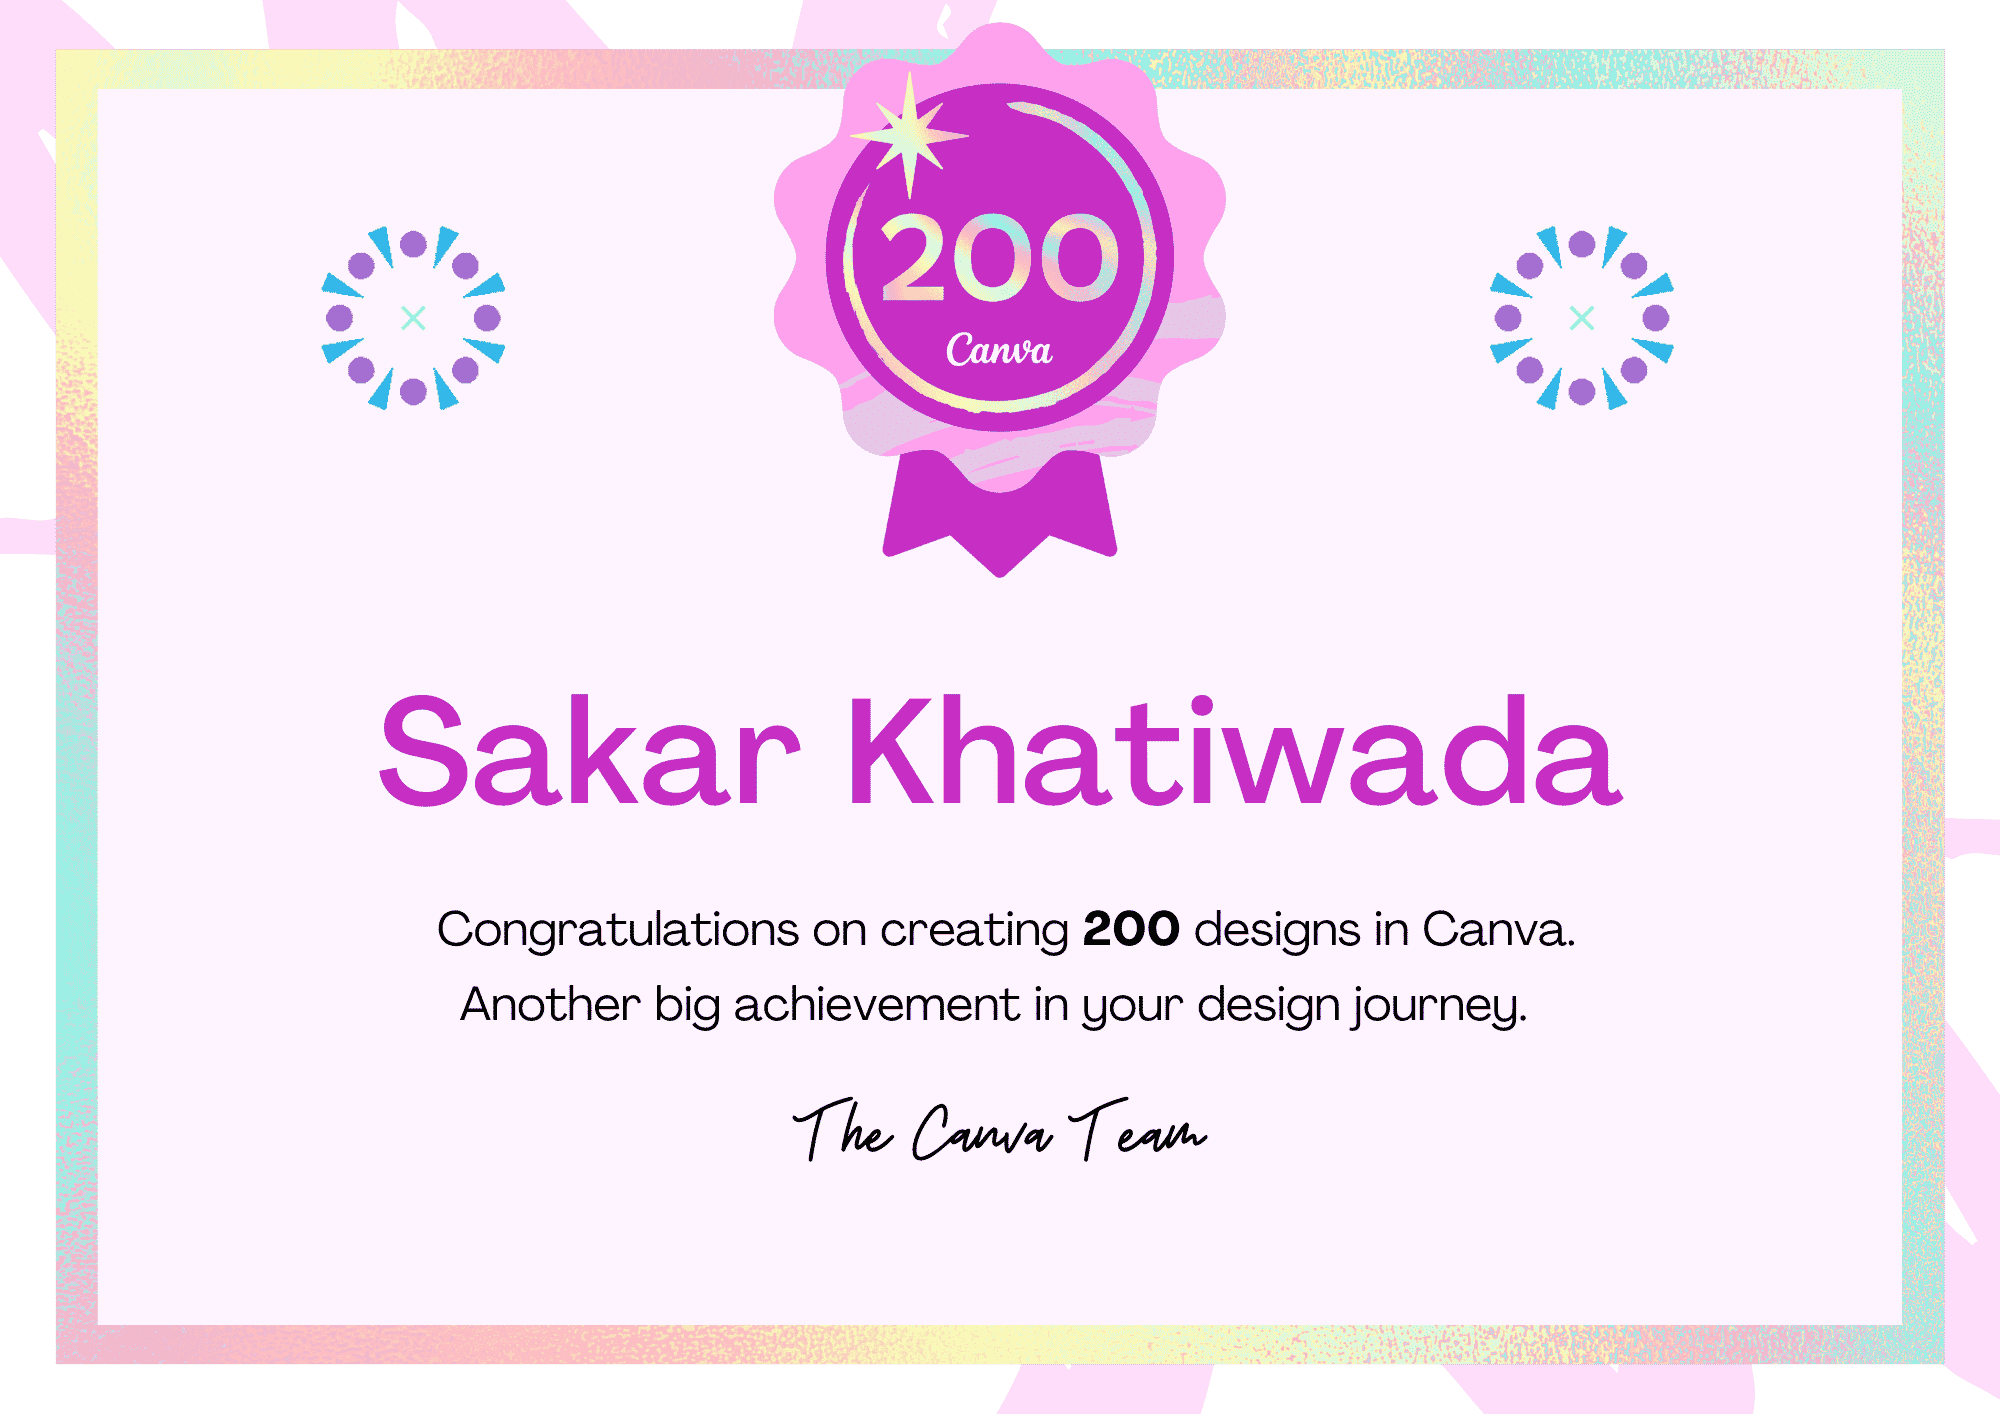 200
Canva
Sakar Khatiwada
Congratulations on creating 200 designs in Canva.
Another big achievement in your design journey.
The Canva Team